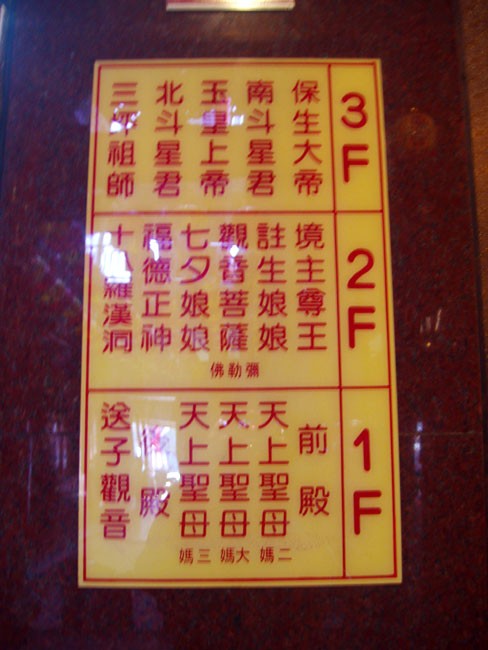 3F
保生大帝
南斗星君
玉皇上帝
北斗星君
三坪祖師
2F
境主尊王
註生娘娘
觀音菩薩
彌勒佛
七夕娘娘
福德正神
十八羅漢洞
1F
前殿
天上聖母
二媽
天上聖母
大媽
天上聖母
三媽
後殿
送子觀音